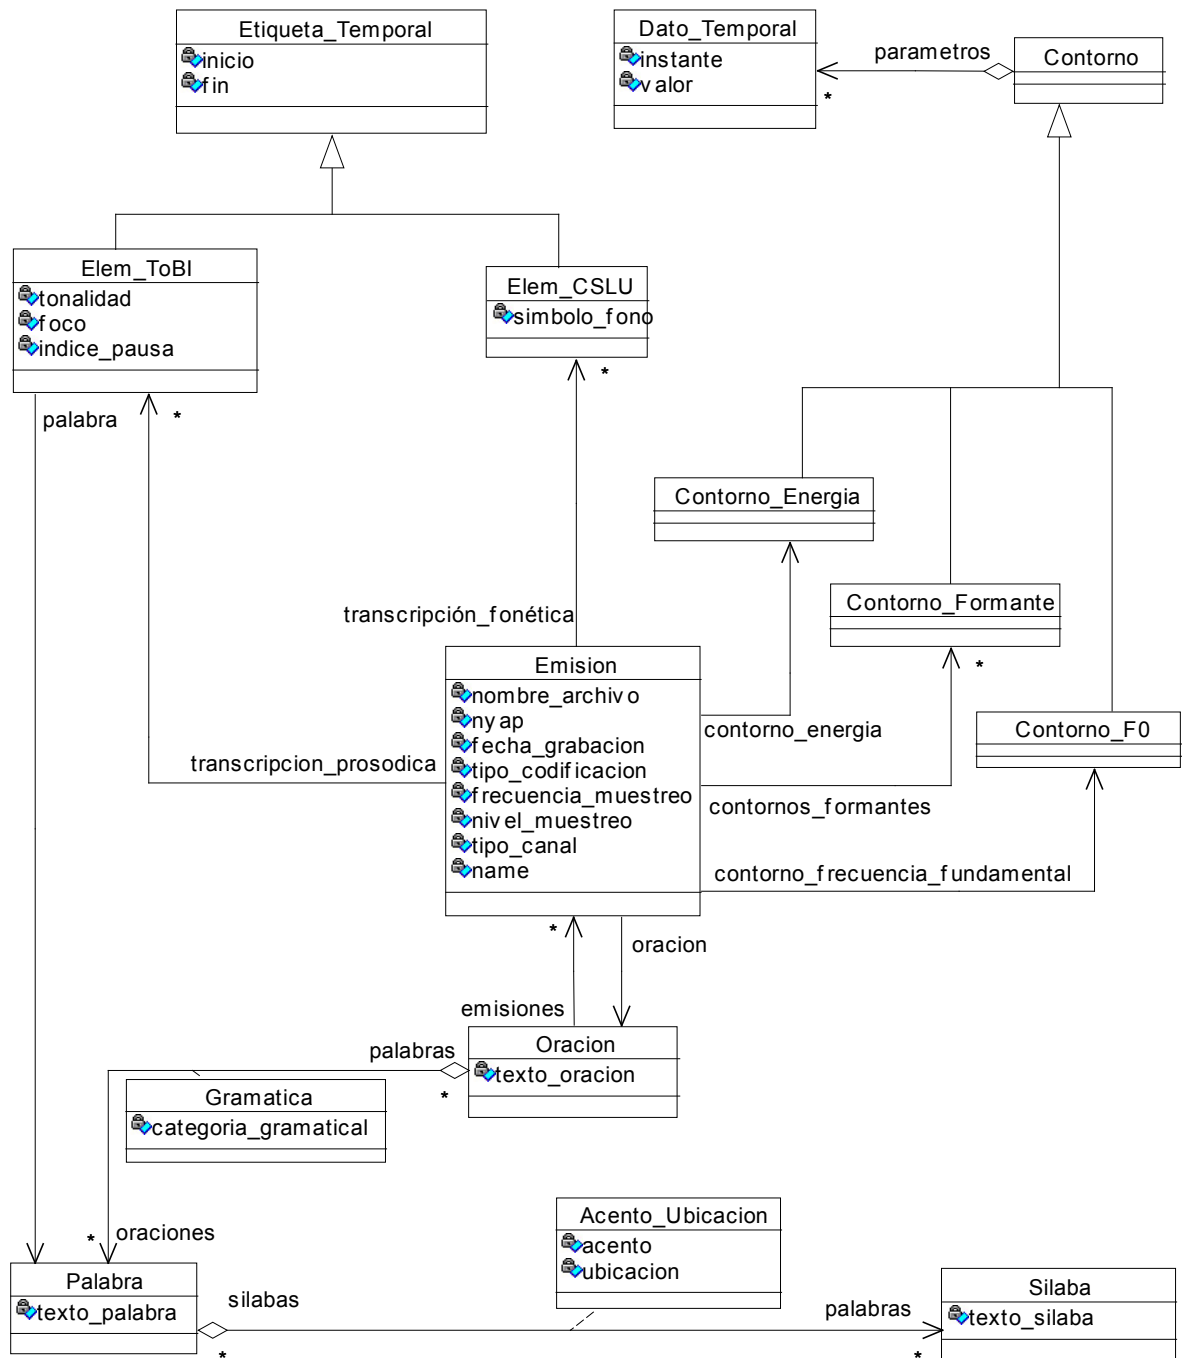 Etiqueta_Temporal
inicio
fin
Dato_Temporal
instante
valor
parametros
*
Contorno
Elem_ToBI
tonalidad
foco
indice_pausa
Elem_CSLU
simbolo_fono
*
palabra
*
Contorno_Energia
Contorno_Formante
*
Contorno_F0
transcripción_fonética
Emision
nombre_archivo
nyap
fecha_grabacion
tipo_codificacion
frecuencia_muestreo
nivel_muestreo
tipo_canal
name
transcripcion_prosodica
contorno_energia
contornos_formantes
contorno_frecuencia_fundamental
*
oracion
emisiones
palabras
*
Oracion
texto_oracion
Gramatica
categoria_gramatical
* oraciones
Acento_Ubicacion
acento
ubicacion
Palabra
texto_palabra
silabas
*
palabras
*
Silaba
texto_silaba